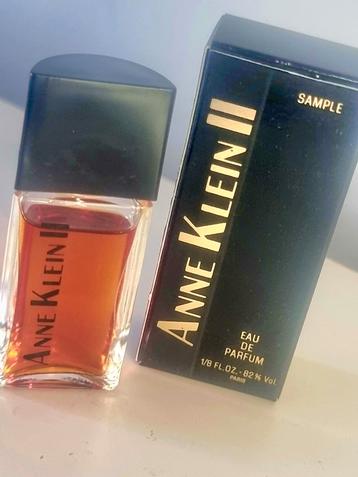 ANNE KLEIN II
SAMPLE
ANNE KLEIN II
EAU
DE
PARFUM
1/8 FL.OZ.-82% Vol.
PARIS